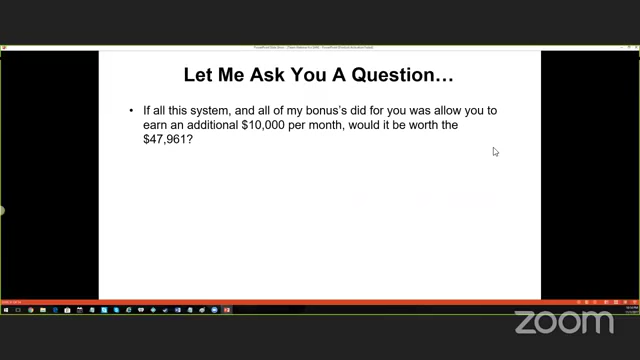 Let Me Ask You A Question…
• If all this system, and all of my bonus's did for you was allow you to
earn an additional $10,000 per month, would it be worth the
$47,961?
zoom